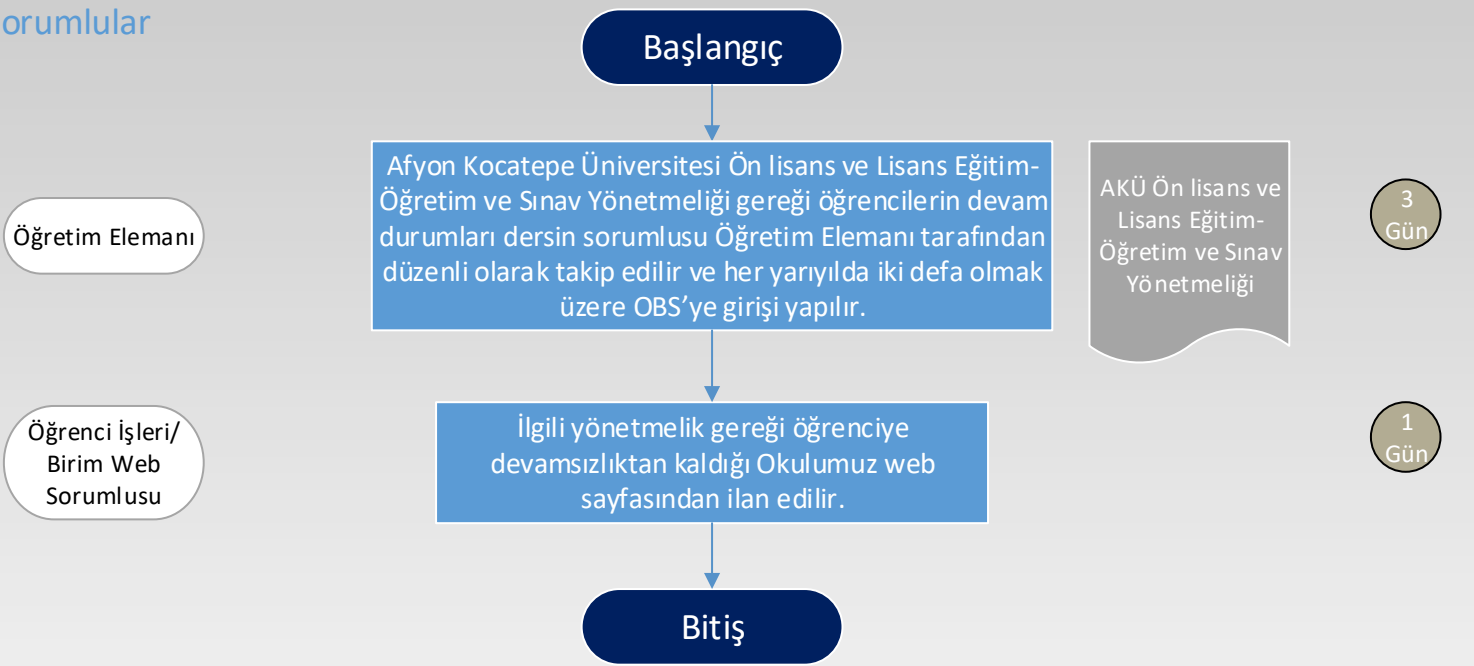 orumlular
Başlangıç
Öğretim Elemanı
Afyon Kocatepe Üniversitesi Ön lisans ve Lisans Eğitim-
Öğretim ve Sınav Yönetmeliği gereği öğrencilerin devam
durumları dersin sorumlusu Öğretim Elemanı tarafından
düzenli olarak takip edilir ve her yarıyılda iki defa olmak
üzere OBS’ye girişi yapılır.
AKÜ Ön lisans ve
Lisans Eğitim-
Öğretim ve Sınav
Yönetmeliği
3
Gün
Öğrenci İşleri/
Birim Web
Sorumlusu
İlgili yönetmelik gereği öğrenciye
devamsızlıktan kaldığı Okulumuz web
sayfasından ilan edilir.
1
Gün
Bitiş